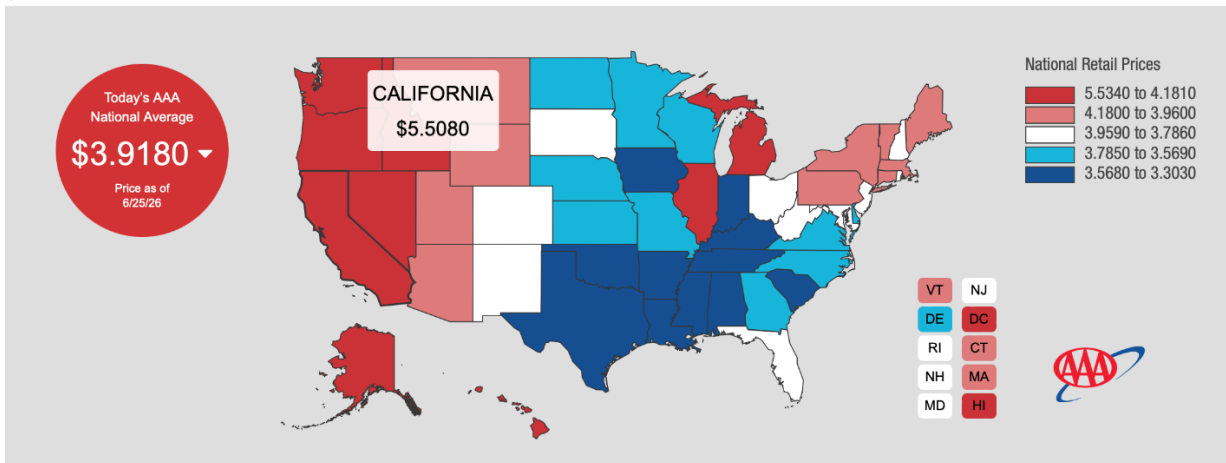 Today's AAA
National Average
$3.9180
Price as of
6/25/26
CALIFORNIA
$5.5080
National Retail Prices
5.5340 to 4.1810
4.1800 to 3.9600
3.9590 to 3.7860
3.7850 to 3.5690
3.5680 to 3.3030
VT NJ
DE DC
RI CT
NH MA
MD HI
AAA